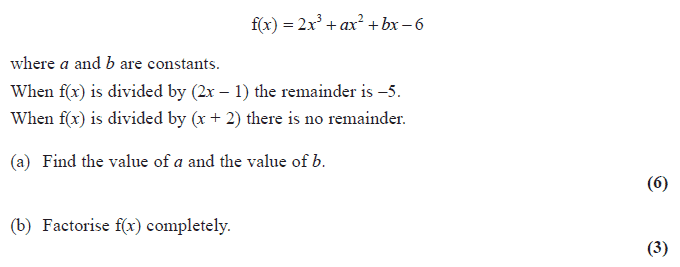 f(x) = 2x³ + ax² + bx – 6
where a and b are constants.
When f(x) is divided by (2x – 1) the remainder is –5.
When f(x) is divided by (x + 2) there is no remainder.
(a) Find the value of a and the value of b.
(6)
(b) Factorise f(x) completely.
(3)